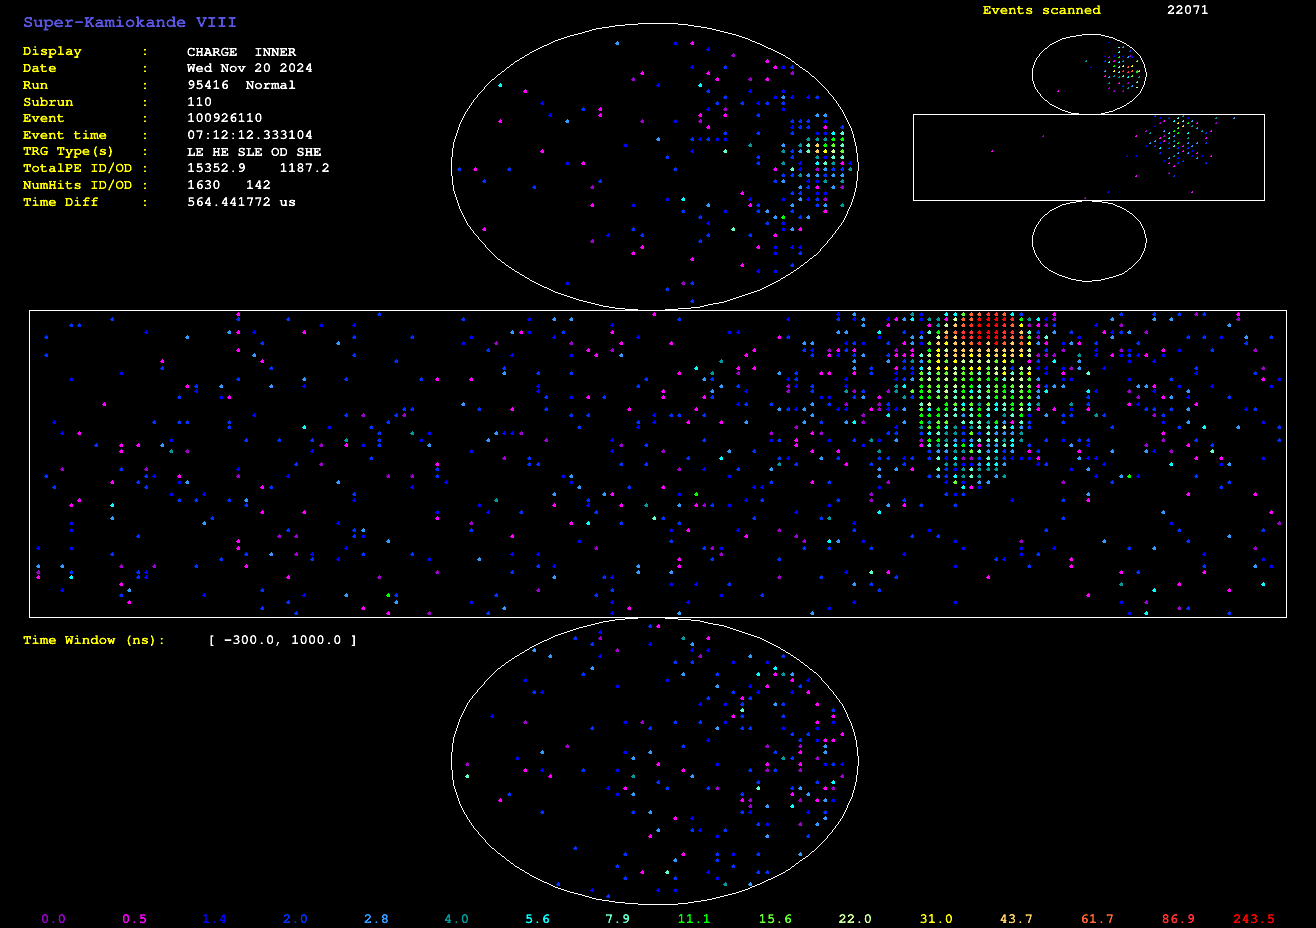 Super-Kamiokande VIII
Events scanned 22071
Display : CHARGE INNER
Date : Wed Nov 20 2024
Run : 95416 Normal
Subrun : 110
Event : 100926110
Event time : 07:12:12.333104
TRG Type(s) : LE HE SLE OD SHE
TotalPE ID/OD : 15352.9 1187.2
NumHits ID/OD : 1630 142
Time Diff : 564.441772 us
Time Window (ns): [ -300.0, 1000.0 ]
0.0 0.5 1.4 2.0 2.8 4.0 5.6 7.9 11.1 15.6 22.0 31.0 43.7 61.7 86.9 243.5